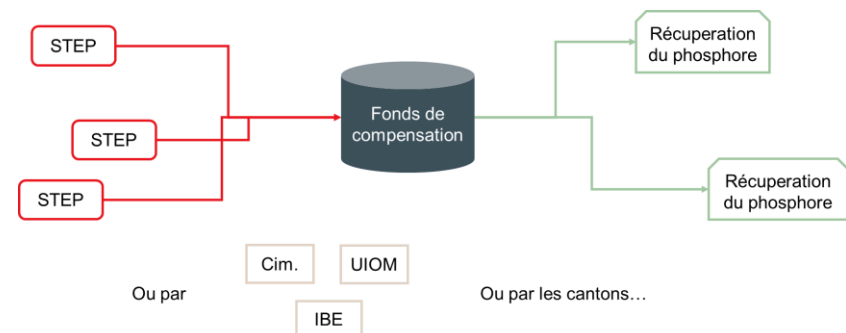 STEP
STEP
STEP
Fonds de
compensation
Récuperation
du phosphore
Récuperation
du phosphore
Ou par
Cim.
UIOM
IBE
Ou par les cantons…